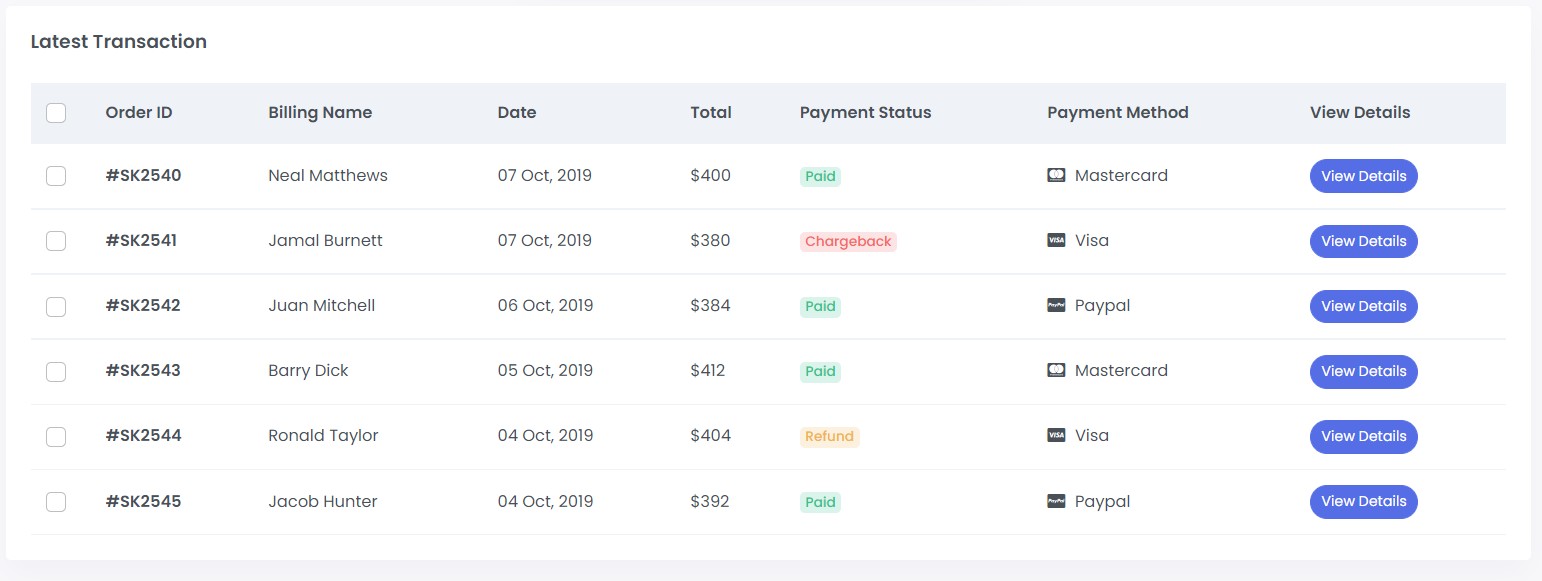 Latest Transaction
Order ID Billing Name Date Total Payment Status Payment Method View Details
#SK2540 Neal Matthews 07 Oct, 2019 $400 Paid Mastercard View Details
#SK2541 Jamal Burnett 07 Oct, 2019 $380 Chargeback VISA Visa View Details
#SK2542 Juan Mitchell 06 Oct, 2019 $384 Paid PayPal Paypal View Details
#SK2543 Barry Dick 05 Oct, 2019 $412 Paid Mastercard View Details
#SK2544 Ronald Taylor 04 Oct, 2019 $404 Refund VISA Visa View Details
#SK2545 Jacob Hunter 04 Oct, 2019 $392 Paid PayPal Paypal View Details